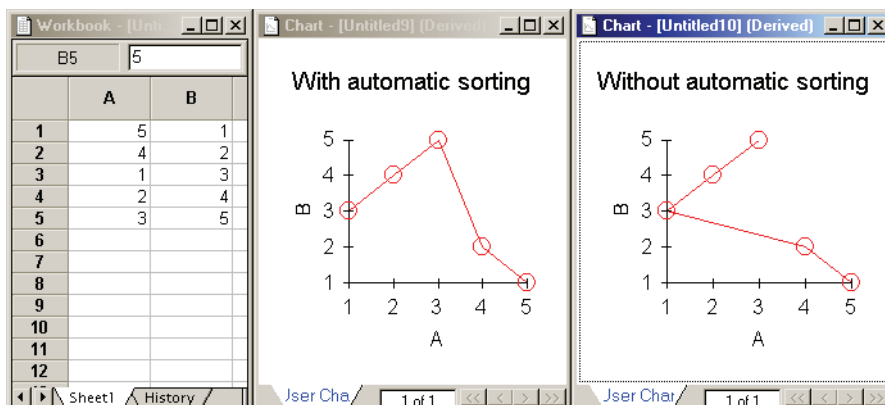 Workbook - [Unti
B5 5
A B
1 5 1
2 4 2
3 1 3
4 2 4
5 3 5
6
7
8
9
10
11
12
Sheet1 History
Chart - [Untitled9] (Derived)
With automatic sorting
5
4
B 3
2
1
1 2 3 4 5
A
User Cha
1 of 1 << < > >>
Chart - [Untitled10] (Derived)
Without automatic sorting
5
4
B 3
2
1
1 2 3 4 5
A
User Char
1 of 1 << < > >>